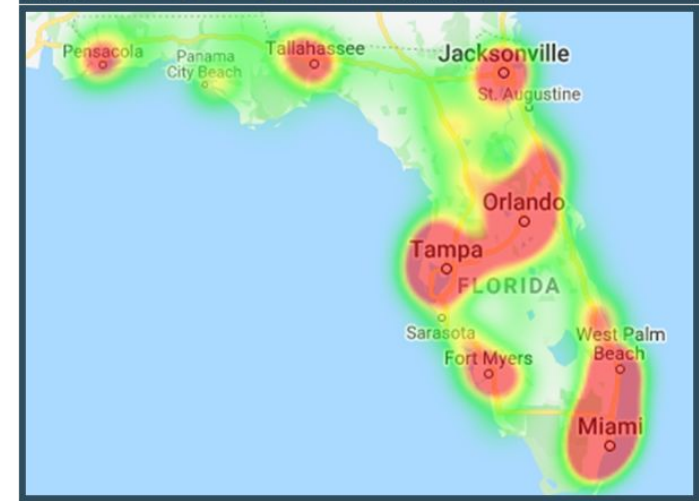 Pensacola
Panama
City Beach
Tallahassee
Jacksonville
St. Augustine
Orlando
Tampa
FLORIDA
Sarasota
Fort Myers
West Palm
Beach
Miami